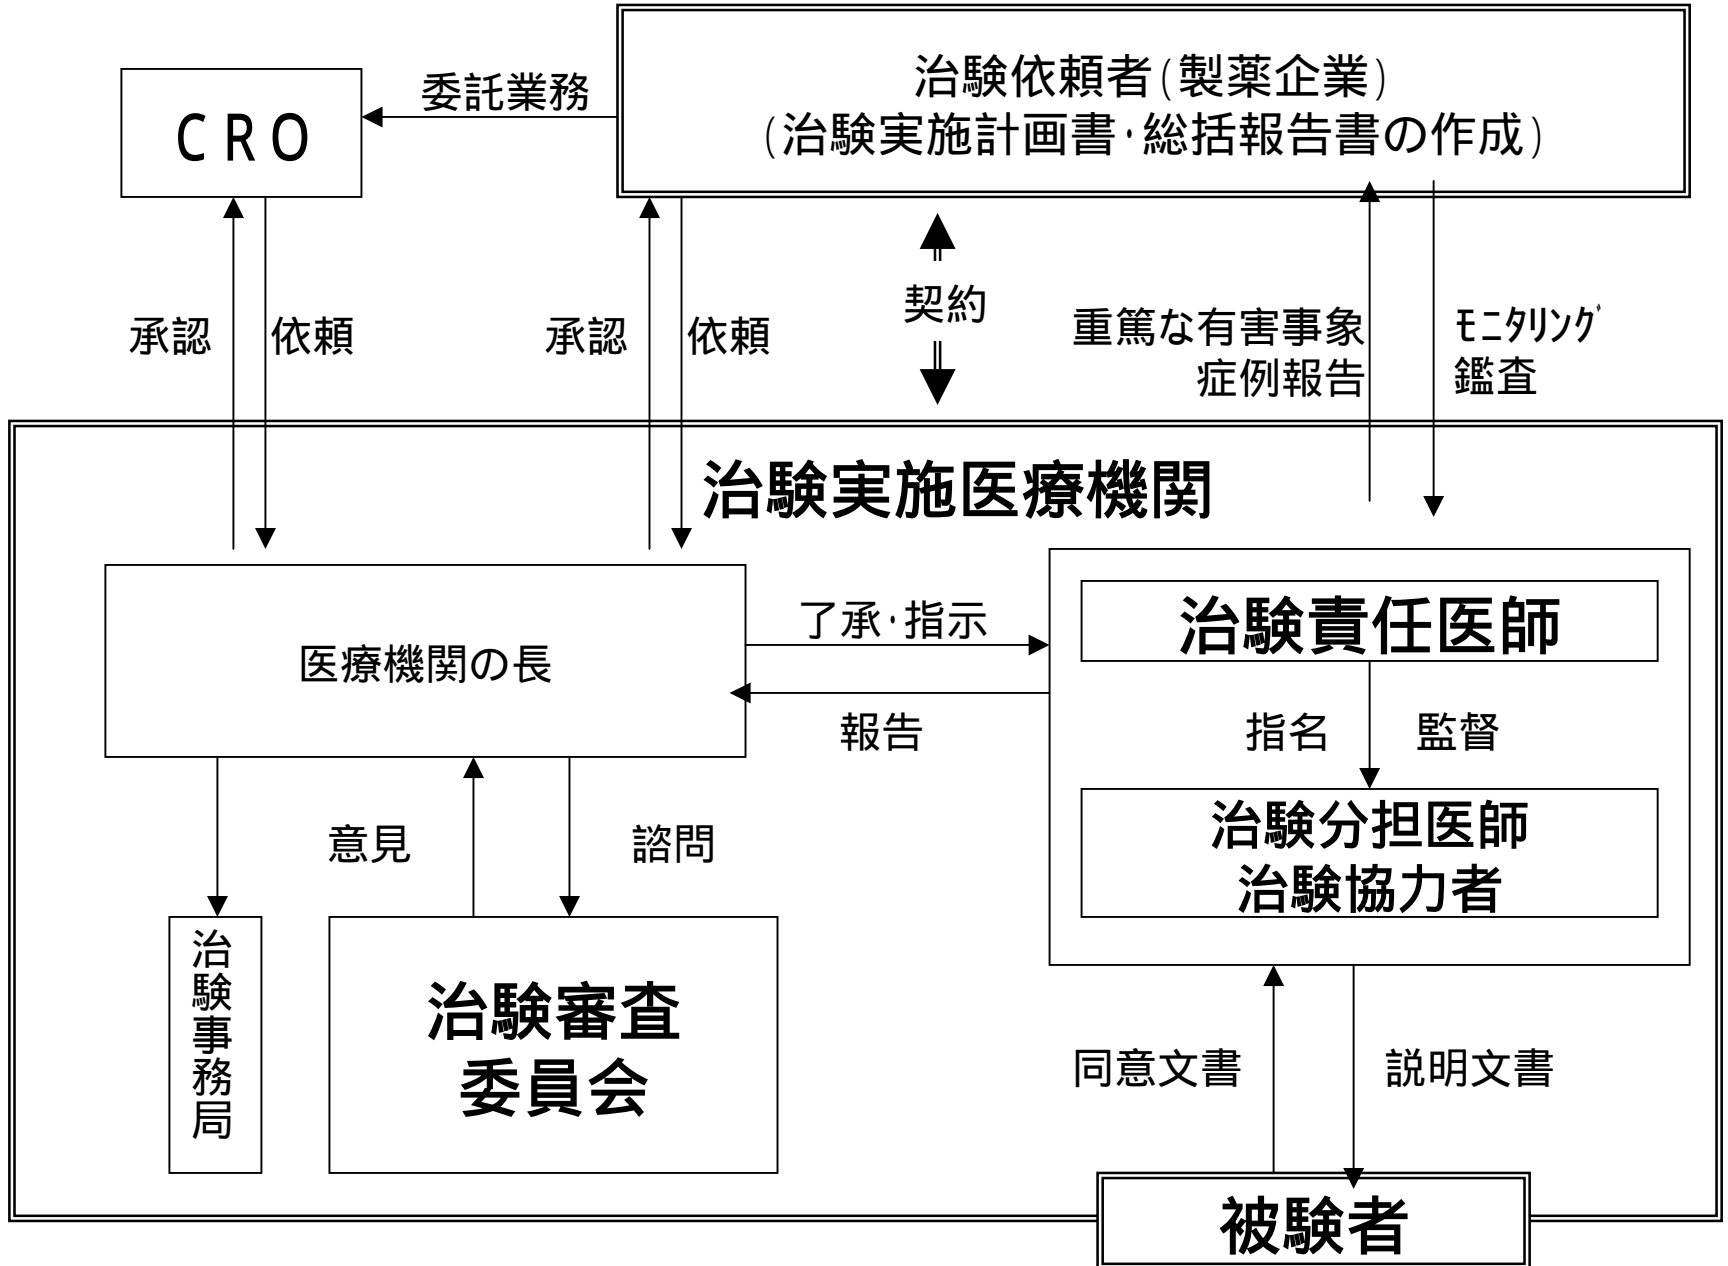 治験依頼者(製薬企業)
(治験実施計画書・総括報告書の作成)
委託業務
CRO
承認
依頼
承認
依頼
契約
重篤な有害事象
症例報告
ﾓﾆﾀﾘﾝｸﾞ
鑑査
治験実施医療機関
医療機関の長
了承・指示
報告
治験責任医師
指名
監督
治験分担医師
治験協力者
意見
諮問
治験事務局
治験審査
委員会
同意文書
説明文書
被験者